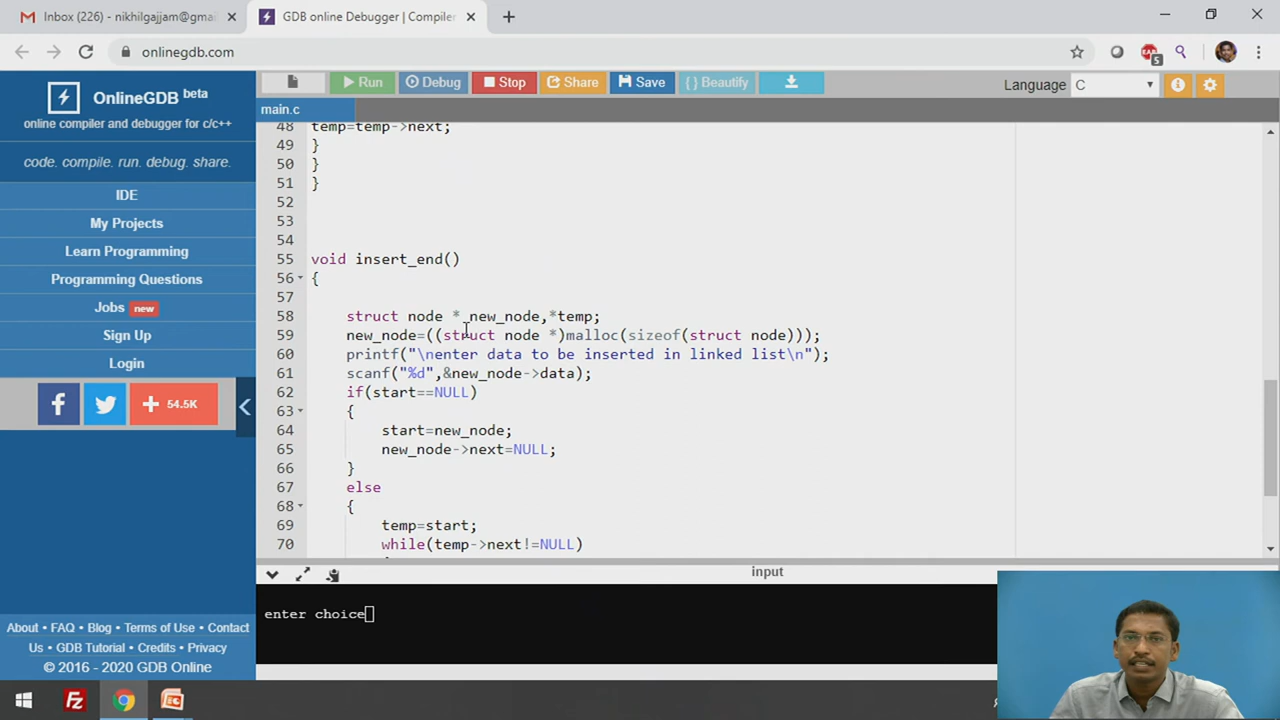 Inbox (226) - nikhilgajjam@gmai
GDB online Debugger | Compiler
onlinegdb.com
5
OnlineGDB beta
online compiler and debugger for c/c++
code. compile. run. debug. share.
IDE
My Projects
Learn Programming
Programming Questions
Jobs new
Sign Up
Login
54.5K
About • FAQ • Blog • Terms of Use • Contact
Us • GDB Tutorial • Credits • Privacy
© 2016 - 2020 GDB Online
Run Debug Stop Share Save { } Beautify
Language C
main.c
48 temp=temp->next;
49 }
50 }
51 }
52
53
54
55 void insert_end()
56 {
57
58 struct node * new_node,*temp;
59 new_node=((struct node *)malloc(sizeof(struct node)));
60 printf("\nenter data to be inserted in linked list\n");
61 scanf("%d",&new_node->data);
62 if(start==NULL)
63 {
64 start=new_node;
65 new_node->next=NULL;
66 }
67 else
68 {
69 temp=start;
70 while(temp->next!=NULL)
input
enter choice